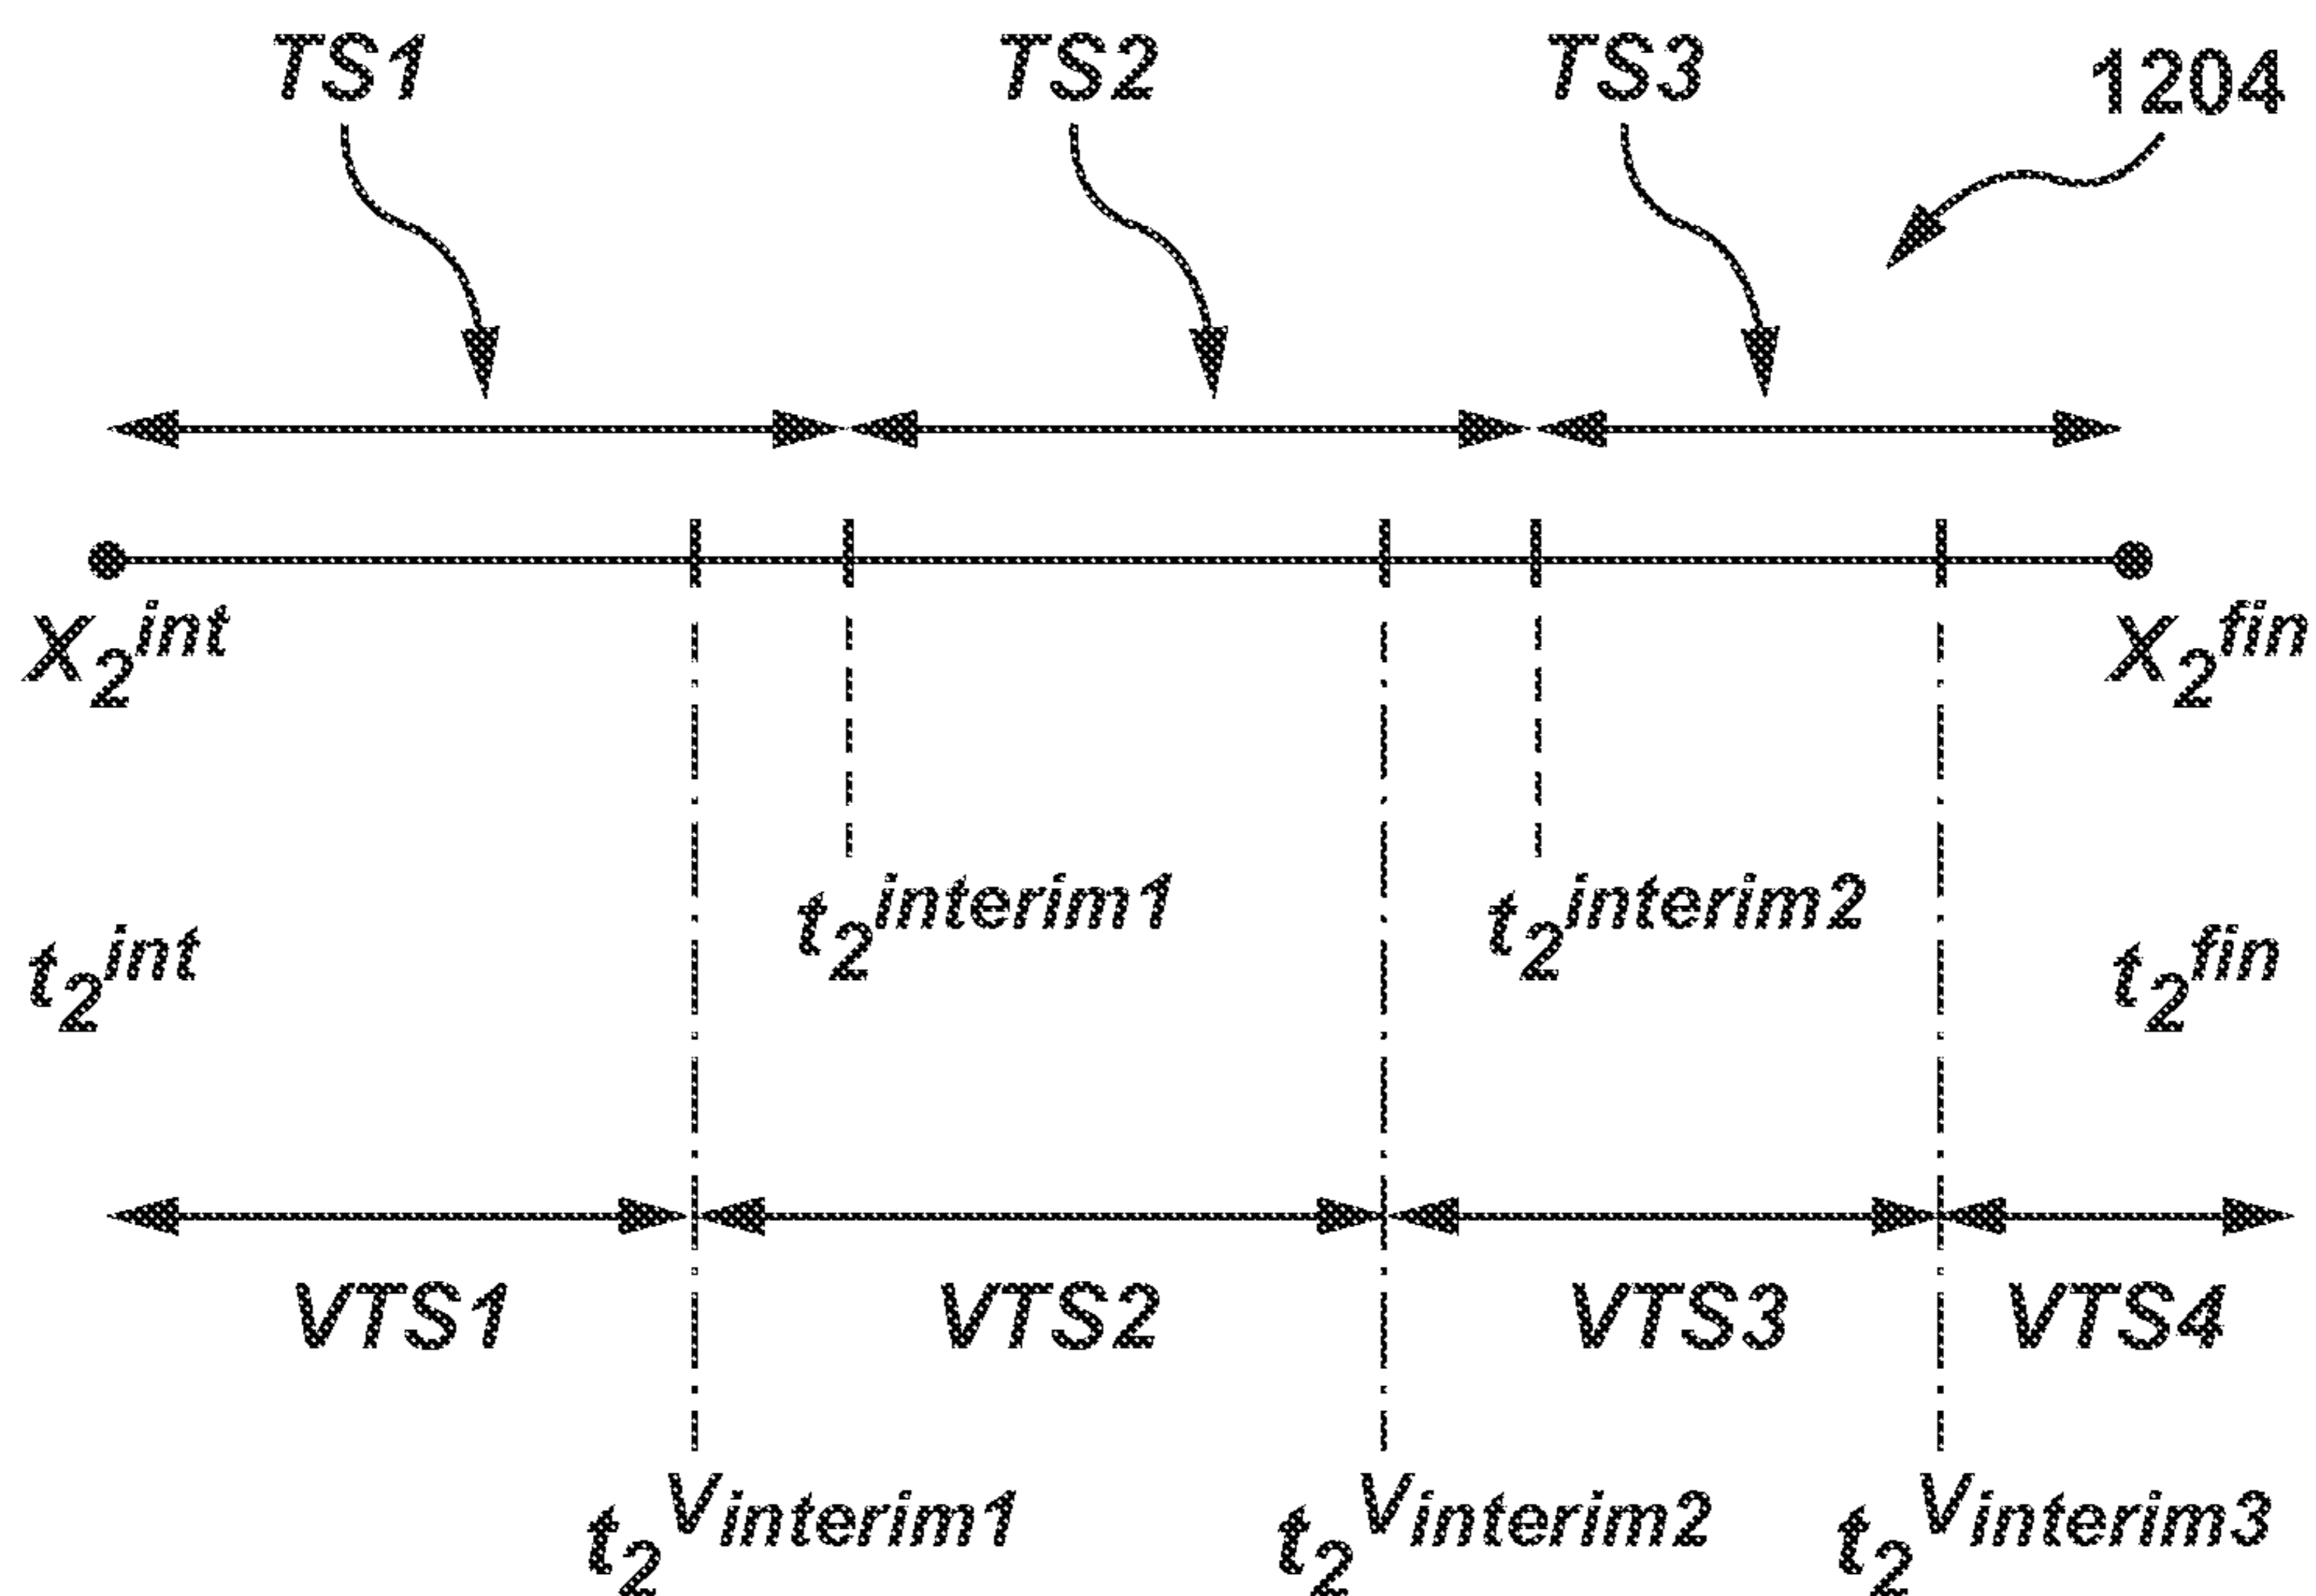 TS1 TS2 TS3 1204
X₂ⁱⁿᵗ X₂ᶠⁱⁿ
t₂ⁱⁿᵗᵉʳⁱᵐ¹ t₂ⁱⁿᵗᵉʳⁱᵐ²
t₂ⁱⁿᵗ t₂ᶠⁱⁿ
VTS1 VTS2 VTS3 VTS4
t₂ⱽⁱⁿᵗᵉʳⁱᵐ¹ t₂ⱽⁱⁿᵗᵉʳⁱᵐ² t₂ⱽⁱⁿᵗᵉʳⁱᵐ³